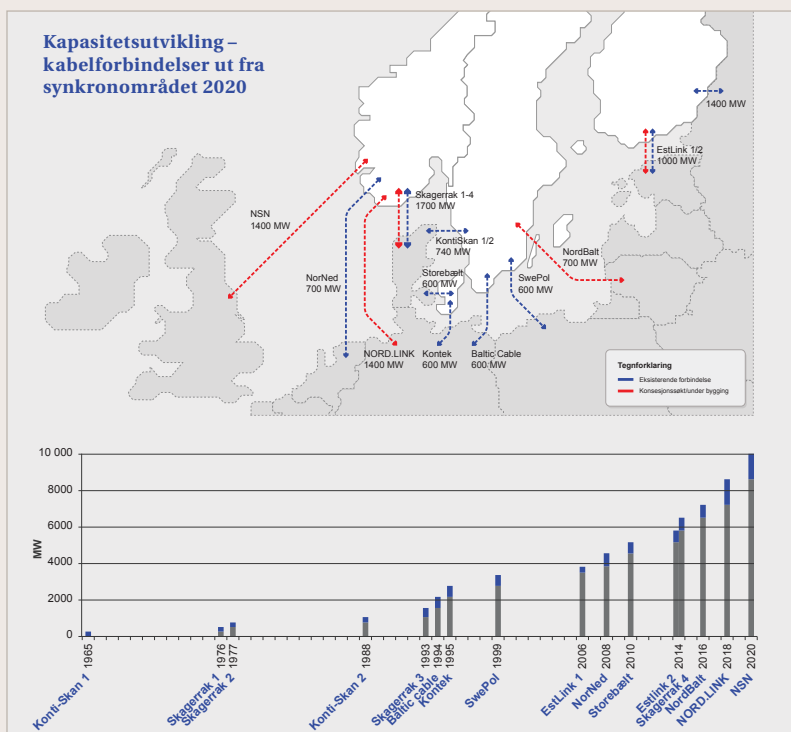 Kapasitetsutvikling –
kabelforbindelser ut fra
synkronområdet 2020
1400 MW
EstLink 1/2
1000 MW
Skagerrak 1-4
1700 MW
NSN
1400 MW
KontiSkan 1/2
740 MW
NordBalt
700 MW
NorNed
700 MW
Storebælt
600 MW
SwePol
600 MW
NORD.LINK
1400 MW
Kontek
600 MW
Baltic Cable
600 MW
Tegnforklaring
Eksisterende forbindelse
Konsesjonssøkt/under bygging
10 000
8000
6000
4000
2000
0
MW
1965
1976
1977
1988
1993
1994
1995
1999
2006
2008
2010
2014
2016
2018
2020
Konti-Skan 1
Skagerrak 1
Skagerrak 2
Konti-Skan 2
Skagerrak 3
Baltic cable
Kontek
SwePol
EstLink 1
NorNed
Storebælt
Estlink 2
Skagerrak 4
NordBalt
NORD.LINK
NSN